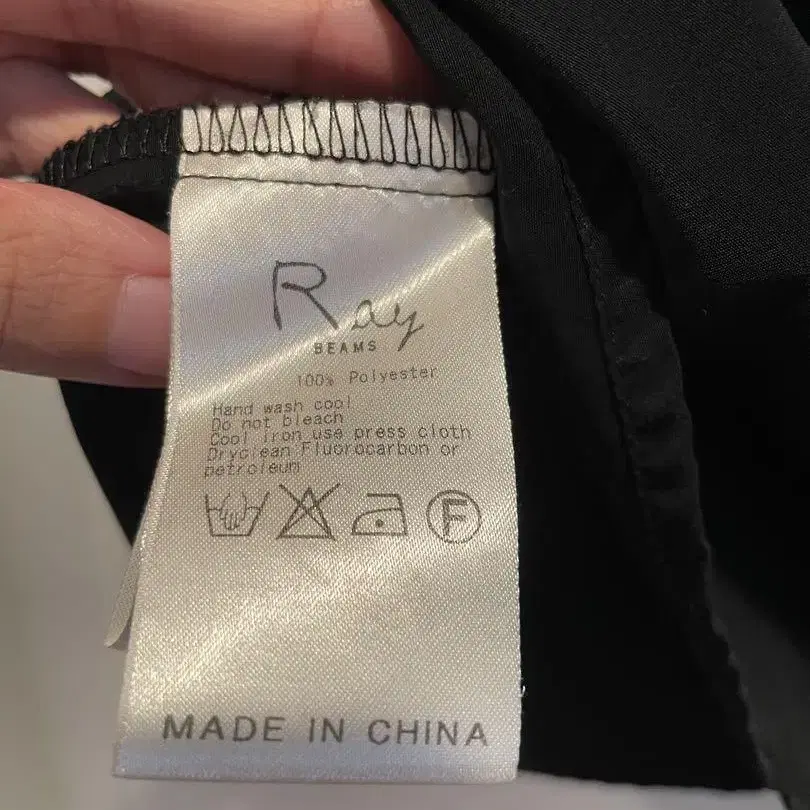 Ray
BEAMS
100% Polyester
Hand wash cool
Do not bleach
Cool iron use press cloth
Dryclean Fluorocarbon or
petroleum
F
MADE IN CHINA